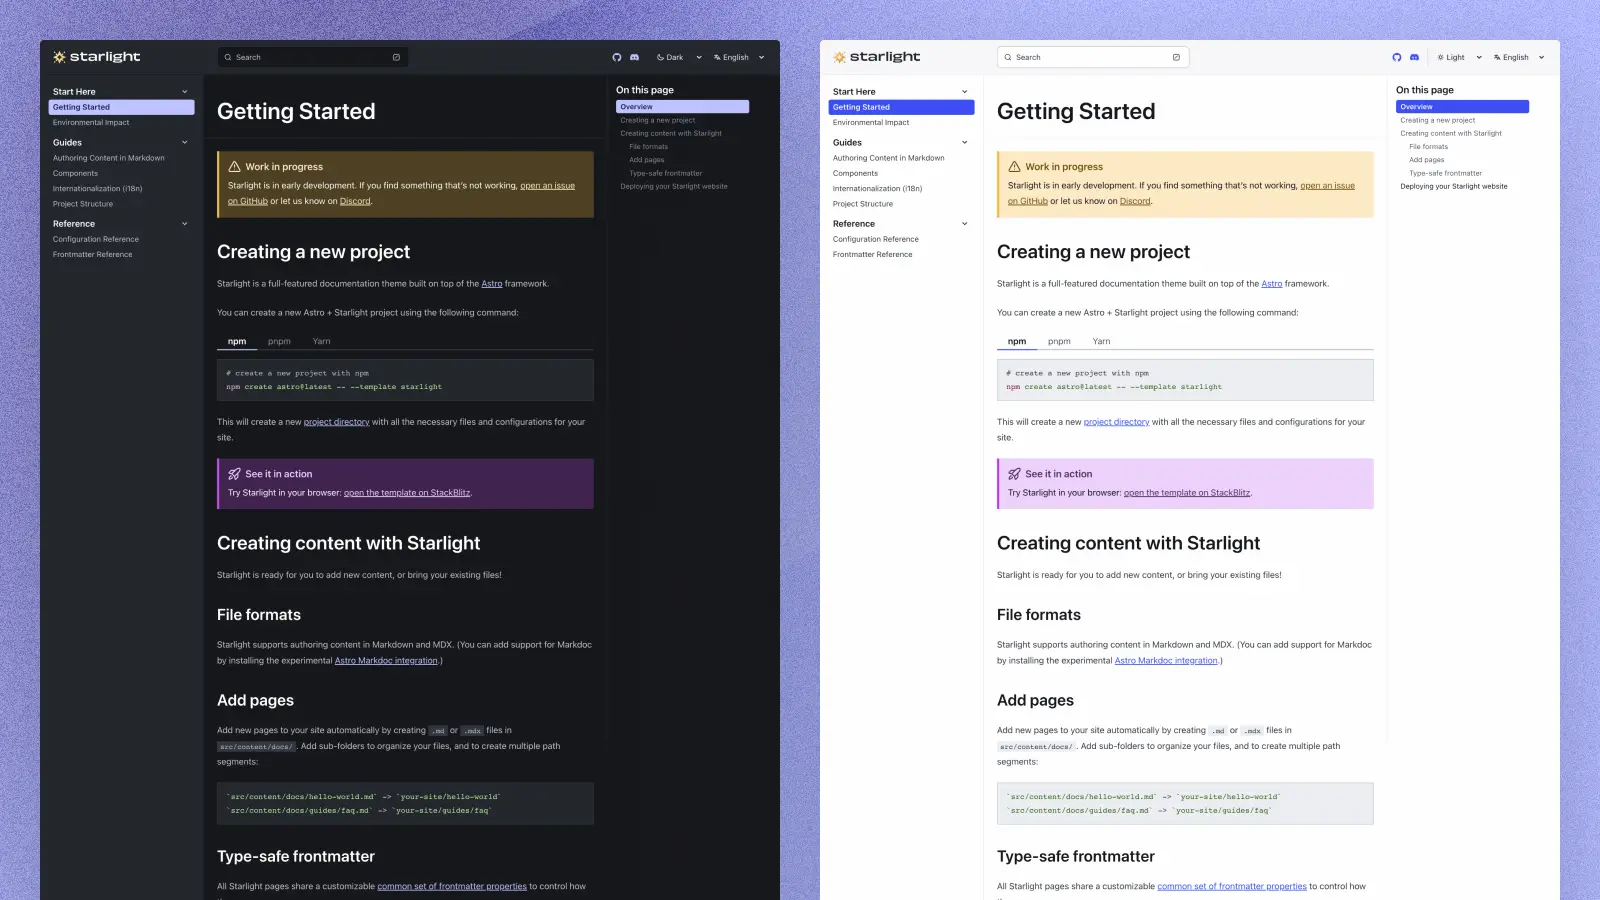 starlight
Search
Dark
English
Start Here
Getting Started
Environmental Impact
Guides
Authoring Content in Markdown
Components
Internationalization (i18n)
Project Structure
Reference
Configuration Reference
Frontmatter Reference
Getting Started
Work in progress
Starlight is in early development. If you find something that's not working, open an issue
on GitHub or let us know on Discord.
Creating a new project
Starlight is a full-featured documentation theme built on top of the Astro framework.
You can create a new Astro + Starlight project using the following command:
npm pnpm Yarn
# create a new project with npm
npm create astro@latest -- --template starlight
This will create a new project directory with all the necessary files and configurations for your
site.
See it in action
Try Starlight in your browser: open the template on StackBlitz.
Creating content with Starlight
Starlight is ready for you to add new content, or bring your existing files!
File formats
Starlight supports authoring content in Markdown and MDX. (You can add support for Markdoc
by installing the experimental Astro Markdoc integration.)
Add pages
Add new pages to your site automatically by creating .md or .mdx files in
src/content/docs/ . Add sub-folders to organize your files, and to create multiple path
segments:
`src/content/docs/hello-world.md` -> `your-site/hello-world`
`src/content/docs/guides/faq.md` -> `your-site/guides/faq`
Type-safe frontmatter
All Starlight pages share a customizable common set of frontmatter properties to control how
On this page
Overview
Creating a new project
Creating content with Starlight
File formats
Add pages
Type-safe frontmatter
Deploying your Starlight website
starlight
Search
Light
English
Start Here
Getting Started
Environmental Impact
Guides
Authoring Content in Markdown
Components
Internationalization (i18n)
Project Structure
Reference
Configuration Reference
Frontmatter Reference
Getting Started
Work in progress
Starlight is in early development. If you find something that's not working, open an issue
on GitHub or let us know on Discord.
Creating a new project
Starlight is a full-featured documentation theme built on top of the Astro framework.
You can create a new Astro + Starlight project using the following command:
npm pnpm Yarn
# create a new project with npm
npm create astro@latest -- --template starlight
This will create a new project directory with all the necessary files and configurations for your
site.
See it in action
Try Starlight in your browser: open the template on StackBlitz.
Creating content with Starlight
Starlight is ready for you to add new content, or bring your existing files!
File formats
Starlight supports authoring content in Markdown and MDX. (You can add support for Markdoc
by installing the experimental Astro Markdoc integration.)
Add pages
Add new pages to your site automatically by creating .md or .mdx files in
src/content/docs/ . Add sub-folders to organize your files, and to create multiple path
segments:
`src/content/docs/hello-world.md` -> `your-site/hello-world`
`src/content/docs/guides/faq.md` -> `your-site/guides/faq`
Type-safe frontmatter
All Starlight pages share a customizable common set of frontmatter properties to control how
On this page
Overview
Creating a new project
Creating content with Starlight
File formats
Add pages
Type-safe frontmatter
Deploying your Starlight website